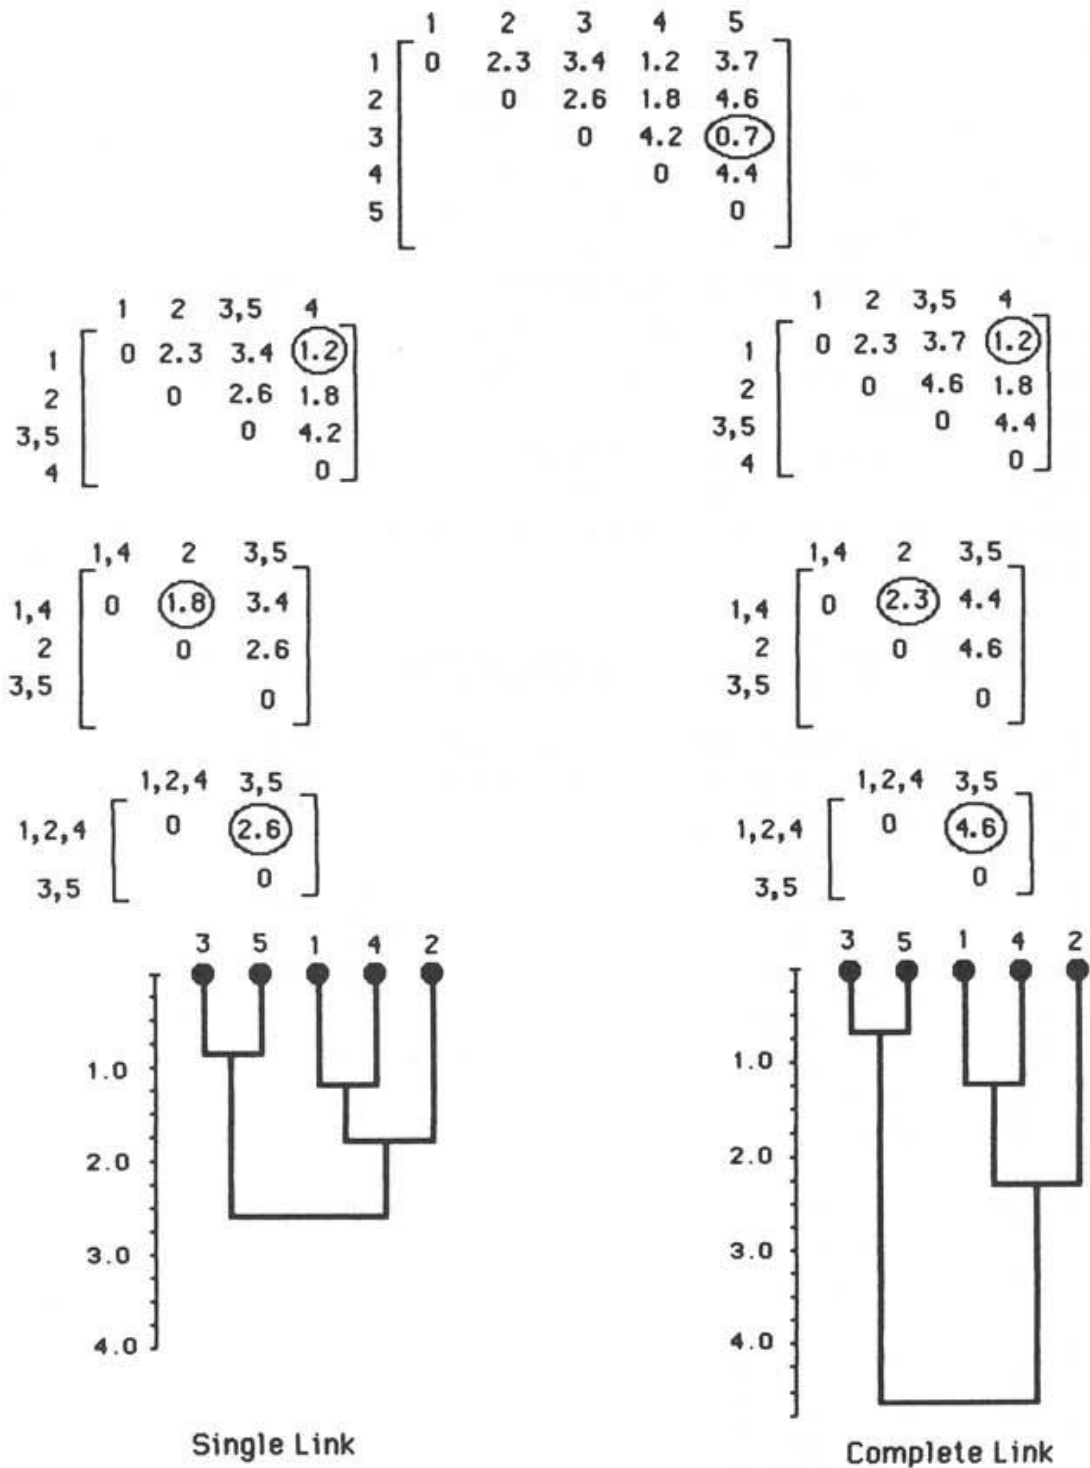 1 2 3 4 5
1 0 2.3 3.4 1.2 3.7
2 0 2.6 1.8 4.6
3 0 4.2 0.7
4 0 4.4
5 0
1 2 3,5 4
1 0 2.3 3.4 1.2
2 0 2.6 1.8
3,5 0 4.2
4 0
1 2 3,5 4
1 0 2.3 3.7 1.2
2 0 4.6 1.8
3,5 0 4.4
4 0
1,4 2 3,5
1,4 0 1.8 3.4
2 0 2.6
3,5 0
1,4 2 3,5
1,4 0 2.3 4.4
2 0 4.6
3,5 0
1,2,4 3,5
1,2,4 0 2.6
3,5 0
1,2,4 3,5
1,2,4 0 4.6
3,5 0
3 5 1 4 2
1.0
2.0
3.0
4.0
Single Link
3 5 1 4 2
1.0
2.0
3.0
4.0
Complete Link